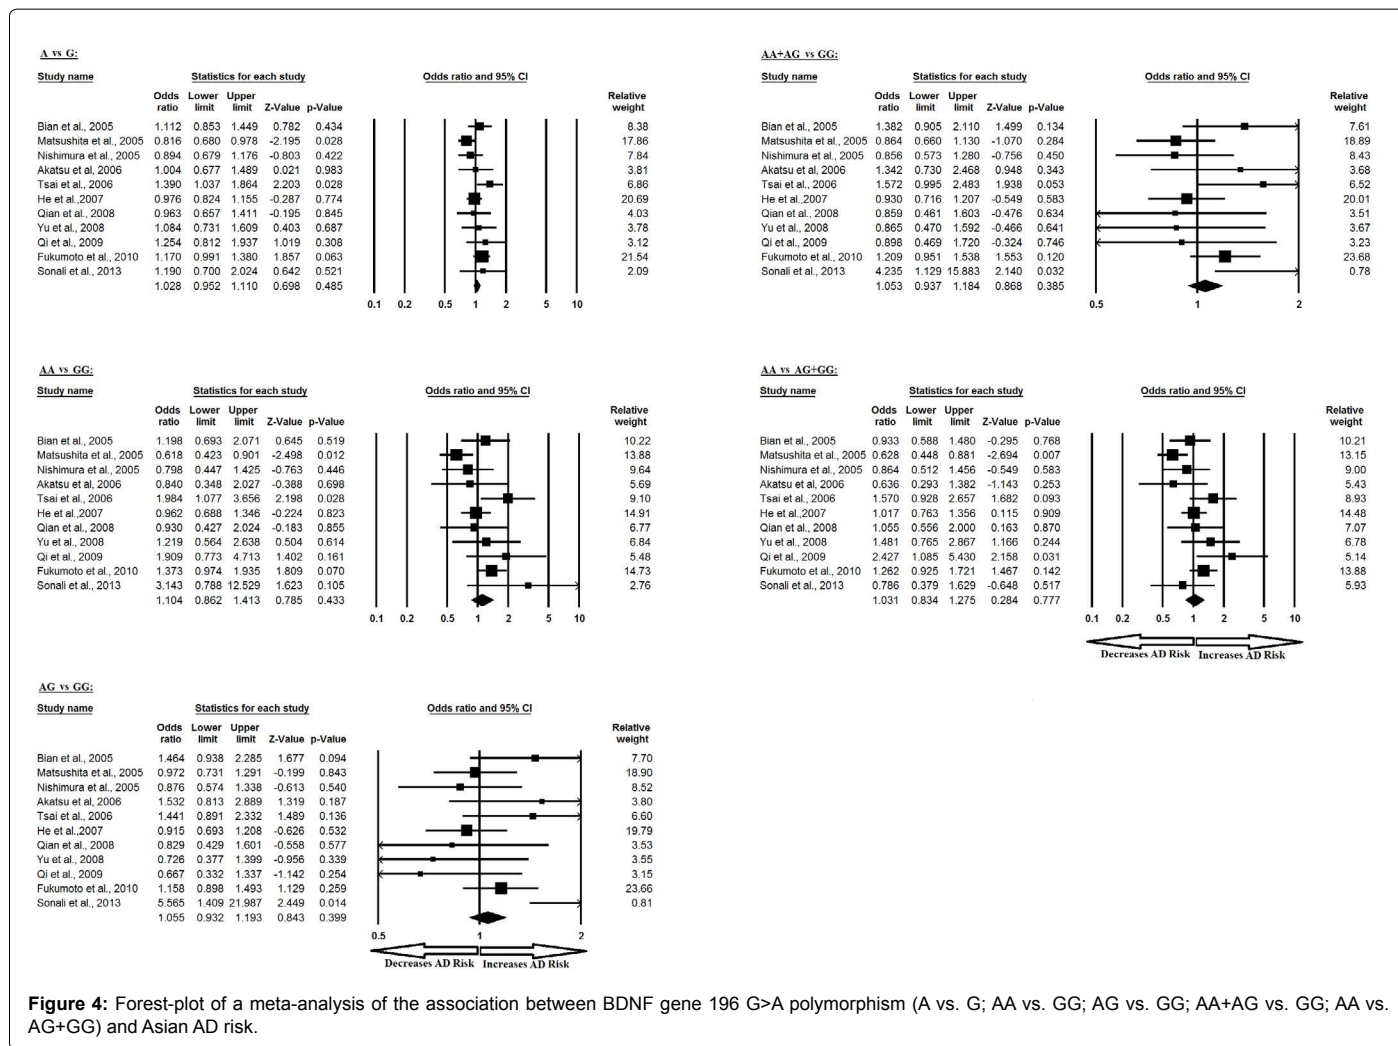 A vs G:
Study name Statistics for each study Odds ratio and 95% CI
Odds ratio Lower limit Upper limit Z-Value p-Value Relative weight
Bian et al., 2005 1.112 0.853 1.449 0.782 0.434 8.38
Matsushita et al., 2005 0.816 0.680 0.978 -2.195 0.028 17.86
Nishimura et al., 2005 0.894 0.679 1.176 -0.803 0.422 7.84
Akatsu et al, 2006 1.004 0.677 1.489 0.021 0.983 3.81
Tsai et al., 2006 1.390 1.037 1.864 2.203 0.028 6.86
He et al.,2007 0.976 0.824 1.155 -0.287 0.774 20.69
Qian et al., 2008 0.963 0.657 1.411 -0.195 0.845 4.03
Yu et al., 2008 1.084 0.731 1.609 0.403 0.687 3.78
Qi et al., 2009 1.254 0.812 1.937 1.019 0.308 3.12
Fukumoto et al., 2010 1.170 0.991 1.380 1.857 0.063 21.54
Sonali et al., 2013 1.190 0.700 2.024 0.642 0.521 2.09
1.028 0.952 1.110 0.698 0.485
0.1 0.2 0.5 1 2 5 10
AA+AG vs GG:
Study name Statistics for each study Odds ratio and 95% CI
Odds ratio Lower limit Upper limit Z-Value p-Value Relative weight
Bian et al., 2005 1.382 0.905 2.110 1.499 0.134 7.61
Matsushita et al., 2005 0.864 0.660 1.130 -1.070 0.284 18.89
Nishimura et al., 2005 0.856 0.573 1.280 -0.756 0.450 8.43
Akatsu et al, 2006 1.342 0.730 2.468 0.948 0.343 3.68
Tsai et al., 2006 1.572 0.995 2.483 1.938 0.053 6.52
He et al.,2007 0.930 0.716 1.207 -0.549 0.583 20.01
Qian et al., 2008 0.859 0.461 1.603 -0.476 0.634 3.51
Yu et al., 2008 0.865 0.470 1.592 -0.466 0.641 3.67
Qi et al., 2009 0.898 0.469 1.720 -0.324 0.746 3.23
Fukumoto et al., 2010 1.209 0.951 1.538 1.553 0.120 23.68
Sonali et al., 2013 4.235 1.129 15.883 2.140 0.032 0.78
1.053 0.937 1.184 0.868 0.385
0.5 1 2
AA vs GG:
Study name Statistics for each study Odds ratio and 95% CI
Odds ratio Lower limit Upper limit Z-Value p-Value Relative weight
Bian et al., 2005 1.198 0.693 2.071 0.645 0.519 10.22
Matsushita et al., 2005 0.618 0.423 0.901 -2.498 0.012 13.88
Nishimura et al., 2005 0.798 0.447 1.425 -0.763 0.446 9.64
Akatsu et al, 2006 0.840 0.348 2.027 -0.388 0.698 5.69
Tsai et al., 2006 1.984 1.077 3.656 2.198 0.028 9.10
He et al.,2007 0.962 0.688 1.346 -0.224 0.823 14.91
Qian et al., 2008 0.930 0.427 2.024 -0.183 0.855 6.77
Yu et al., 2008 1.219 0.564 2.638 0.504 0.614 6.84
Qi et al., 2009 1.909 0.773 4.713 1.402 0.161 5.48
Fukumoto et al., 2010 1.373 0.974 1.935 1.809 0.070 14.73
Sonali et al., 2013 3.143 0.788 12.529 1.623 0.105 2.76
1.104 0.862 1.413 0.785 0.433
0.1 0.2 0.5 1 2 5 10
AA vs AG+GG:
Study name Statistics for each study Odds ratio and 95% CI
Odds ratio Lower limit Upper limit Z-Value p-Value Relative weight
Bian et al., 2005 0.933 0.588 1.480 -0.295 0.768 10.21
Matsushita et al., 2005 0.628 0.448 0.881 -2.694 0.007 13.15
Nishimura et al., 2005 0.864 0.512 1.456 -0.549 0.583 9.00
Akatsu et al, 2006 0.636 0.293 1.382 -1.143 0.253 5.43
Tsai et al., 2006 1.570 0.928 2.657 1.682 0.093 8.93
He et al.,2007 1.017 0.763 1.356 0.115 0.909 14.48
Qian et al., 2008 1.055 0.556 2.000 0.163 0.870 7.07
Yu et al., 2008 1.481 0.765 2.867 1.166 0.244 6.78
Qi et al., 2009 2.427 1.085 5.430 2.158 0.031 5.14
Fukumoto et al., 2010 1.262 0.925 1.721 1.467 0.142 13.88
Sonali et al., 2013 0.786 0.379 1.629 -0.648 0.517 5.93
1.031 0.834 1.275 0.284 0.777
0.1 0.2 0.5 1 2 5 10
Decreases AD Risk Increases AD Risk
AG vs GG:
Study name Statistics for each study Odds ratio and 95% CI
Odds ratio Lower limit Upper limit Z-Value p-Value Relative weight
Bian et al., 2005 1.464 0.938 2.285 1.677 0.094 7.70
Matsushita et al., 2005 0.972 0.731 1.291 -0.199 0.843 18.90
Nishimura et al., 2005 0.876 0.574 1.338 -0.613 0.540 8.52
Akatsu et al, 2006 1.532 0.813 2.889 1.319 0.187 3.80
Tsai et al., 2006 1.441 0.891 2.332 1.489 0.136 6.60
He et al.,2007 0.915 0.693 1.208 -0.626 0.532 19.79
Qian et al., 2008 0.829 0.429 1.601 -0.558 0.577 3.53
Yu et al., 2008 0.726 0.377 1.399 -0.956 0.339 3.55
Qi et al., 2009 0.667 0.332 1.337 -1.142 0.254 3.15
Fukumoto et al., 2010 1.158 0.898 1.493 1.129 0.259 23.66
Sonali et al., 2013 5.565 1.409 21.987 2.449 0.014 0.81
1.055 0.932 1.193 0.843 0.399
0.5 1 2
Decreases AD Risk Increases AD Risk
Figure 4: Forest-plot of a meta-analysis of the association between BDNF gene 196 G>A polymorphism (A vs. G; AA vs. GG; AG vs. GG; AA+AG vs. GG; AA vs.
AG+GG) and Asian AD risk.